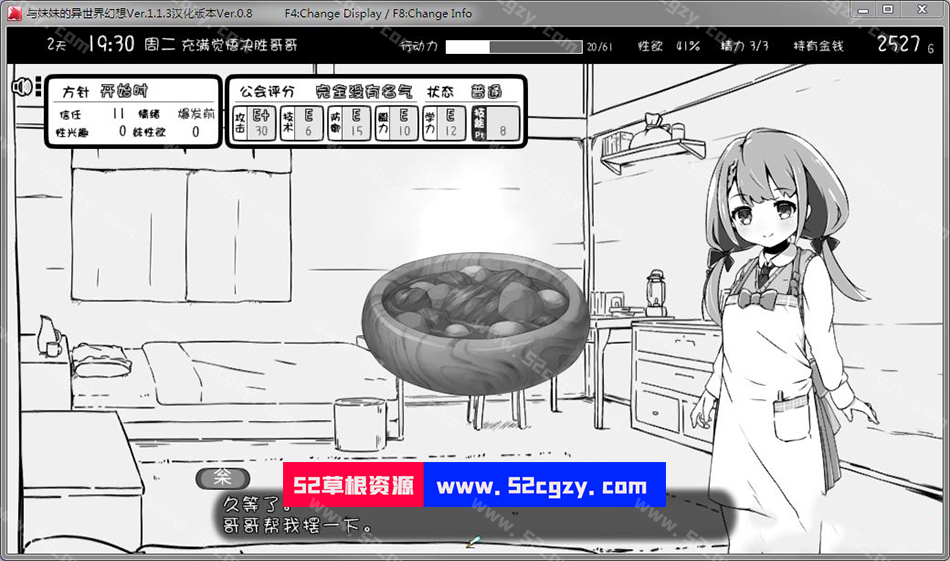 与妹妹的异世界幻想Ver.1.1.3汉化版本Ver.0.8 F4:Change Display / F8:Change Info
2天 19:30 周二 充满觉悟决胜哥哥 行动力 20/61 性欲 41% 精力 3/3 持有金钱 2527 G
方针 开始时
信任 11 情绪 爆发前
性兴趣 0 性欲 0
公会评分 完全没有名气 状态 普通
攻击 E+ 30 技术 E 6 防御 E 15 魅力 E 10 学力 E 12 技能Pt 8
久等了。
哥哥帮我摆一下。
52草根资源 www.52cgzy.com